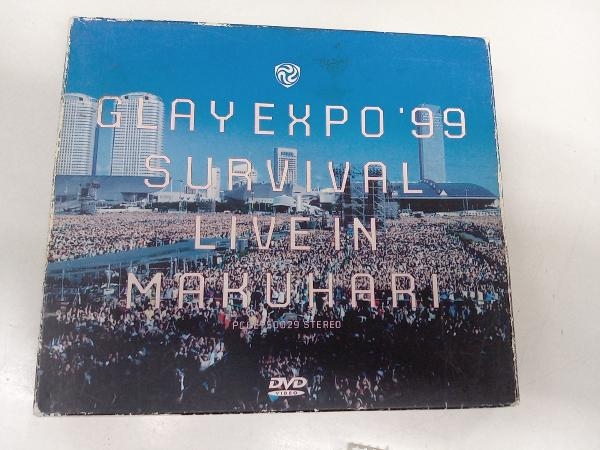 GLAY EXPO '99
SURVIVAL
LIVE IN
MAKUHARI
STEREO
DVD
VIDEO